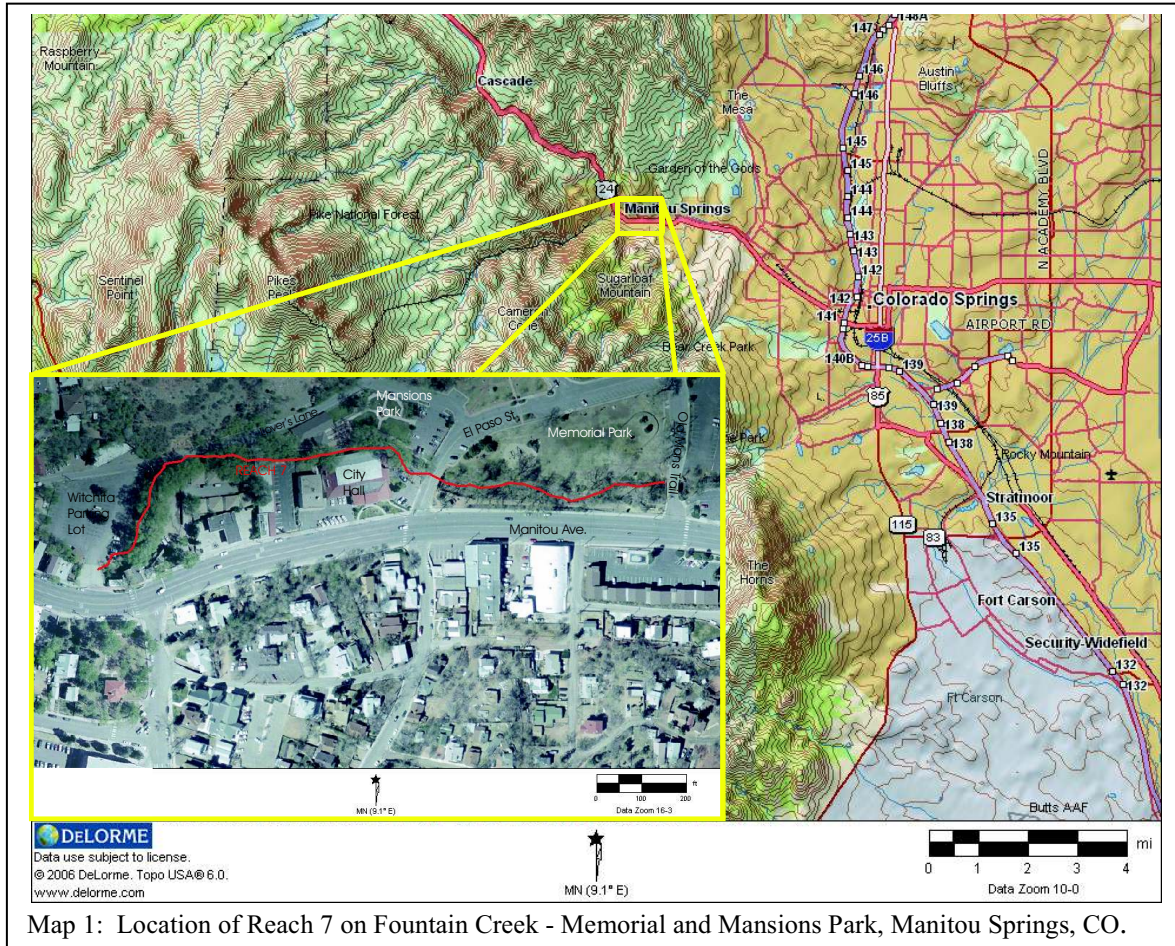 148A
147
Raspberry
Mountain
146
Austin
Bluffs
Cascade
146
The
Mesa
145
145
Garden of the Gods
N ACADEMY BLVD
24
144
Manitou Springs
144
Pike National Forest
143
143
Sentinel
Point
Pikes
Sugarloaf
Mountain
142
142
Colorado Springs
141
AIRPORT RD
Bear Creek Park
25B
140B
139
85
139
138
138
Rocky Mountain
Stratmoor
135
115
83
135
The
Horns
Fort Carson
Security-Widefield
132
132
Ft Carson
Butts AAF
Mansions
Park
El Paso St.
Memorial Park
Old Man's Trail
REACH 7
City
Hall
Witchita
Parking
Lot
Manitou Ave.
MN (9.1° E)
0 100 200
ft
Data Zoom 16-3
DELORME
Data use subject to license.
© 2006 DeLorme. Topo USA® 6.0.
www.delorme.com
MN (9.1° E)
mi
0 1 2 3 4
Data Zoom 10-0
Map 1: Location of Reach 7 on Fountain Creek - Memorial and Mansions Park, Manitou Springs, CO.